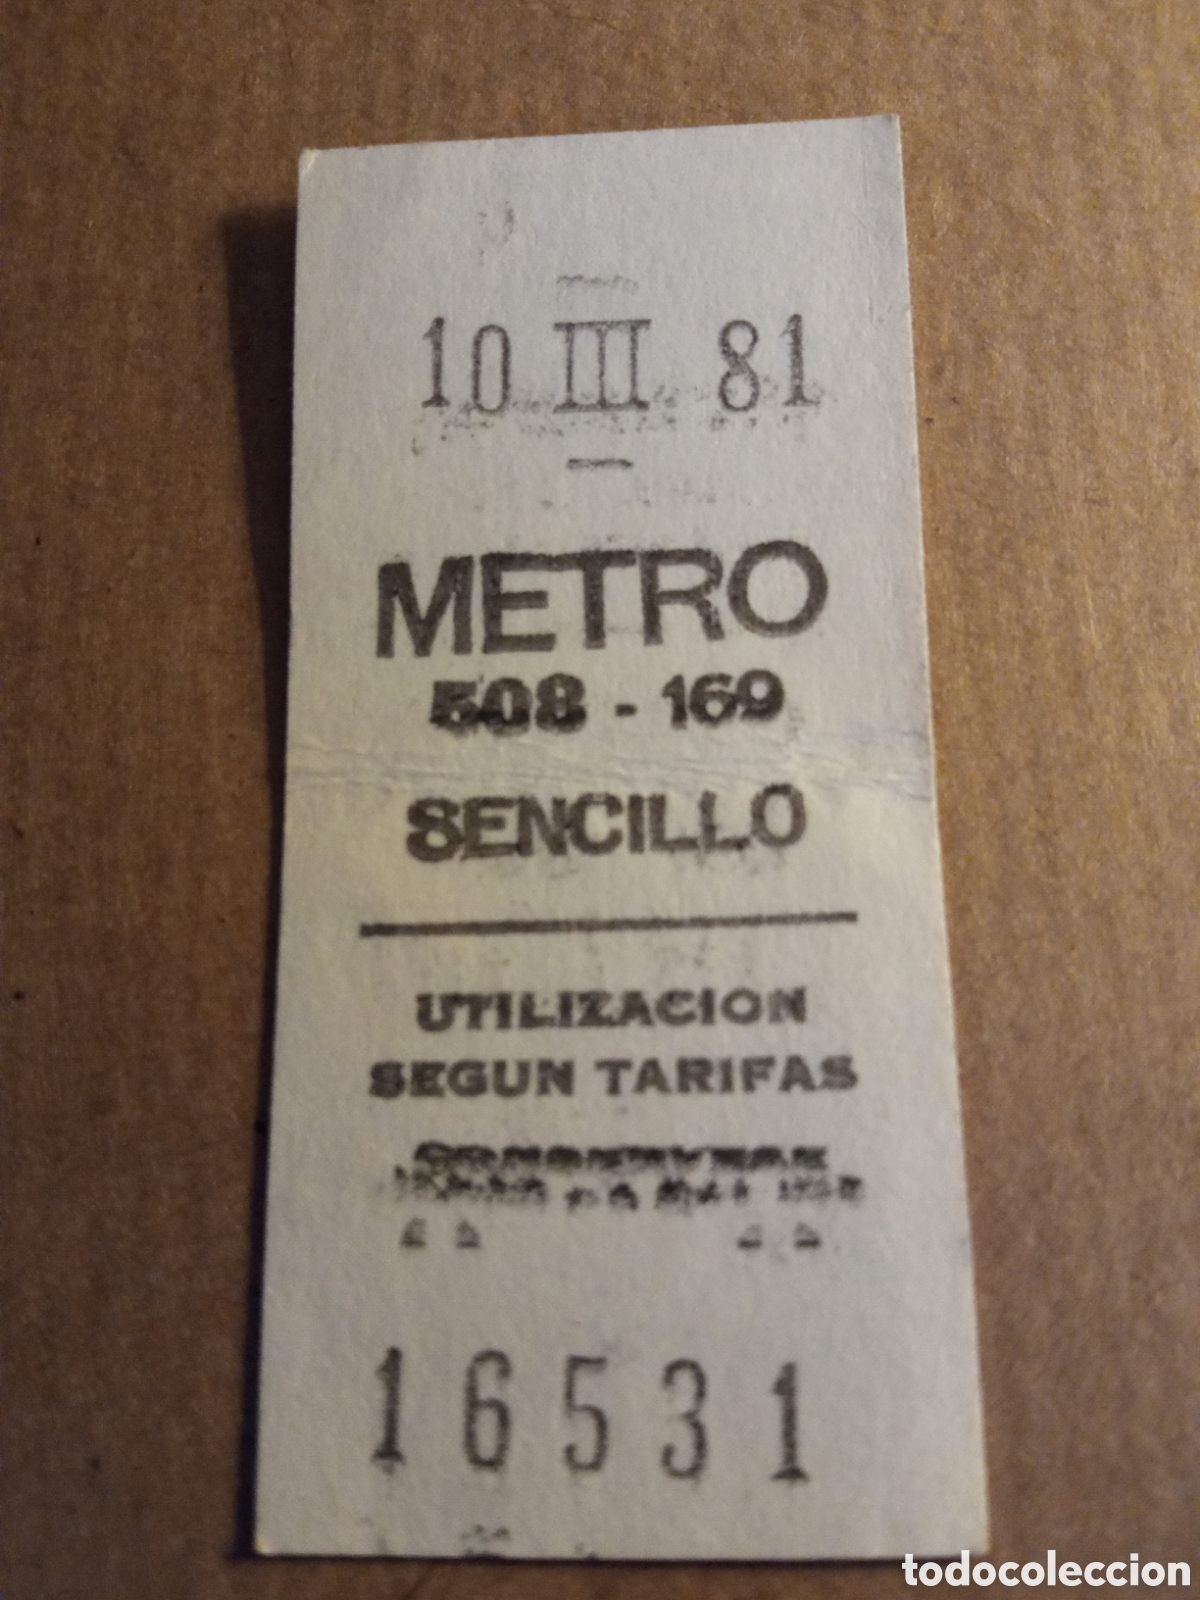 10 III 81
METRO
508 - 169
SENCILLO
UTILIZACION
SEGUN TARIFAS
16531
todocoleccion